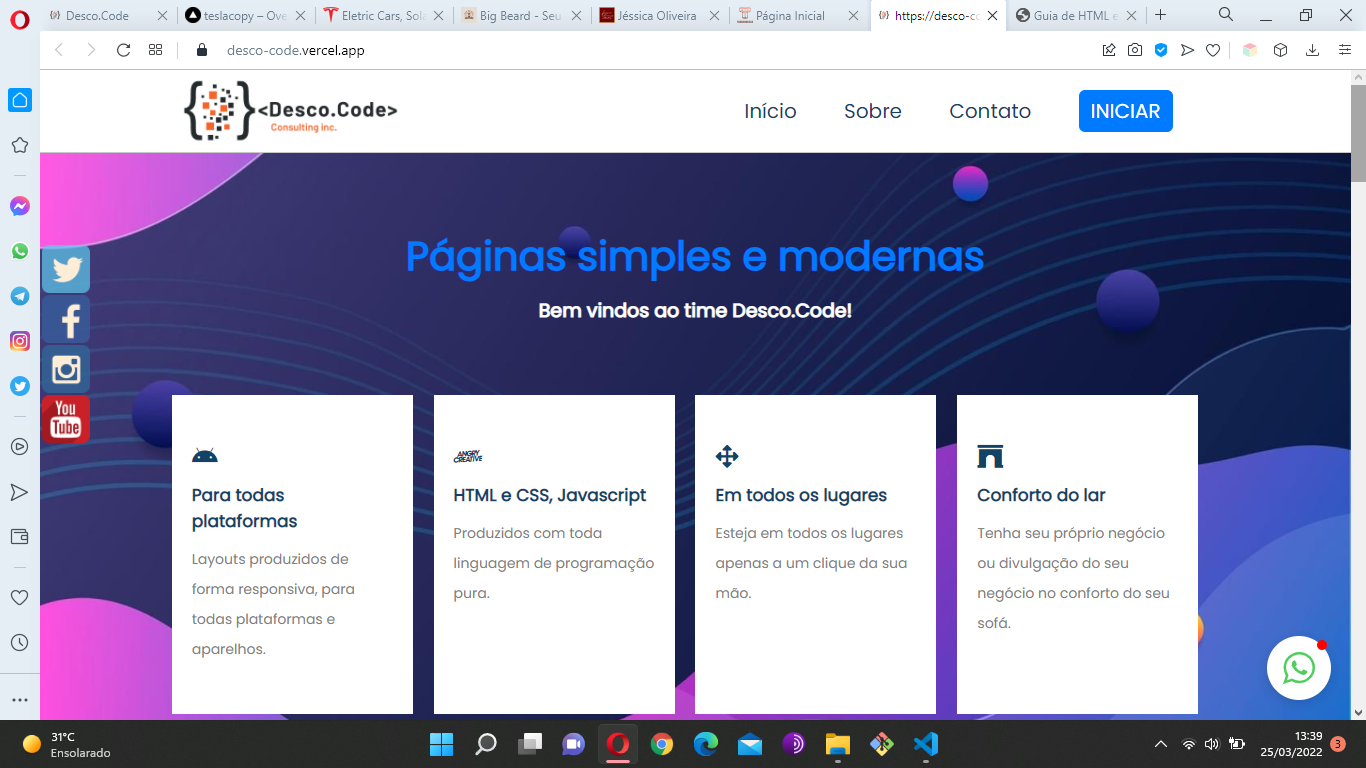 Desco.Code
teslacopy – Ove
Eletric Cars, Sola
Big Beard - Seu
Jéssica Oliveira
Página Inicial
https://desco-co
Guia de HTML e
desco-code.vercel.app
{ } <Desco.Code>
Consulting inc.
Início
Sobre
Contato
INICIAR
Páginas simples e modernas
Bem vindos ao time Desco.Code!
You
Tube
Para todas
plataformas
Layouts produzidos de
forma responsiva, para
todas plataformas e
aparelhos.
ANGRY
CREATIVE
HTML e CSS, Javascript
Produzidos com toda
linguagem de programação
pura.
Em todos os lugares
Esteja em todos os lugares
apenas a um clique da sua
mão.
Conforto do lar
Tenha seu próprio negócio
ou divulgação do seu
negócio no conforto do seu
sofá.
31°C
Ensolarado
13:39
25/03/2022
3